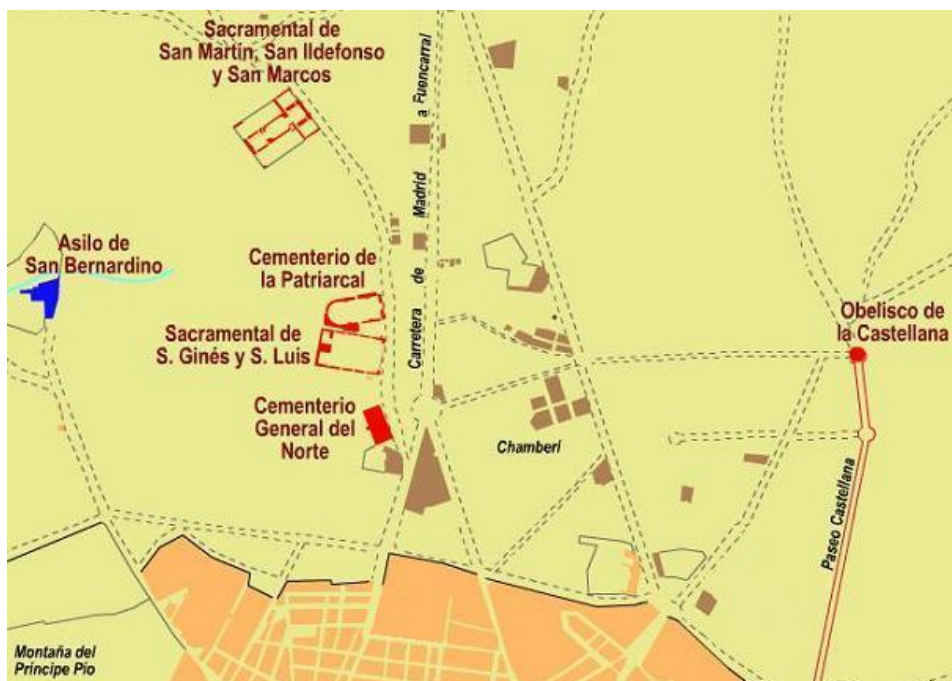 Sacramental de
San Martín, San Ildefonso
y San Marcos
Carretera de Madrid a Fuencarral
Asilo de
San Bernardino
Cementerio de
la Patriarcal
Sacramental de
S. Ginés y S. Luis
Obelisco de
la Castellana
Cementerio
General del
Norte
Chamberí
Paseo Castellana
Montaña del
Príncipe Pío